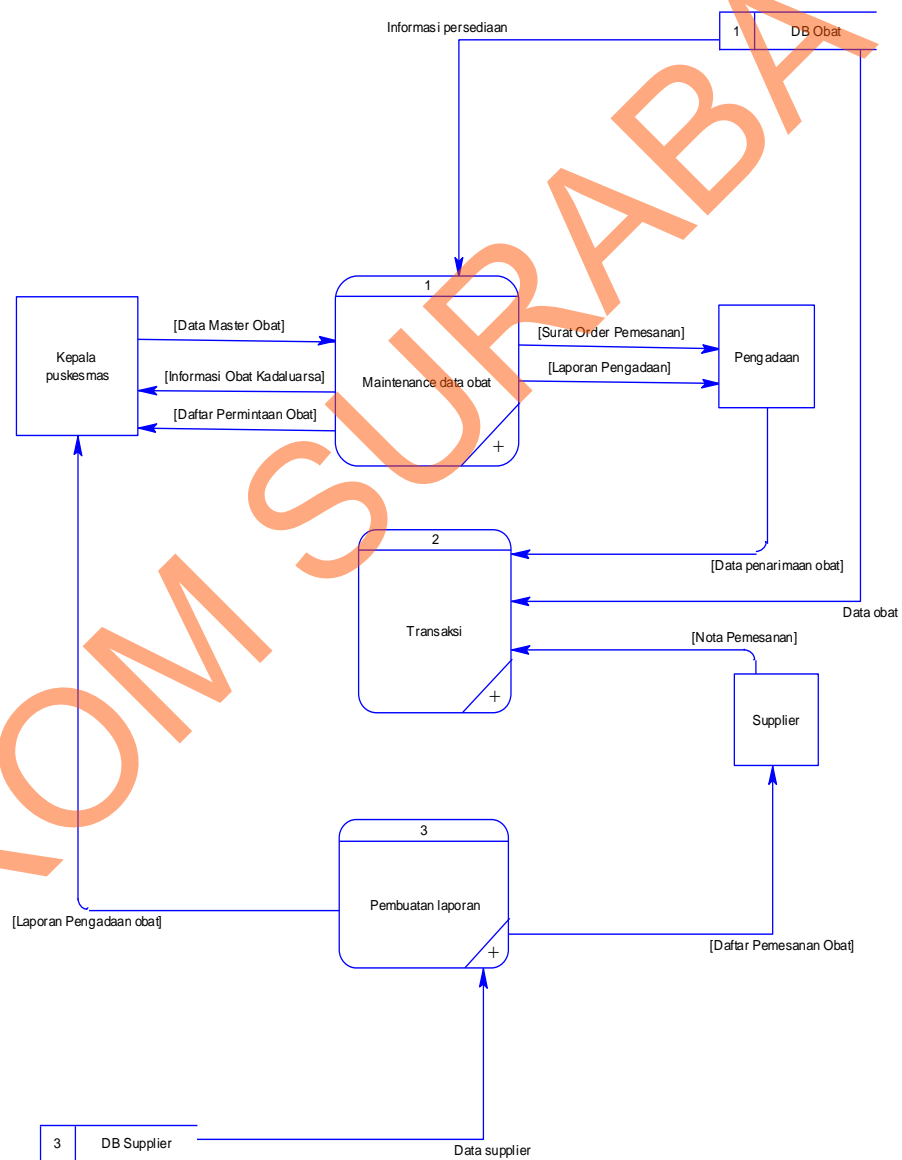 Informasi persediaan
1 DB Obat
1
[Data Master Obat]
[Surat Order Pemesanan]
Kepala
puskesmas
Pengadaan
[Laporan Pengadaan]
[Informasi Obat Kadaluarsa]
Maintenance data obat
[Daftar Permintaan Obat]
+
2
[Data penarimaan obat]
Data obat
Transaksi
[Nota Pemesanan]
+
Supplier
3
Pembuatan laporan
[Laporan Pengadaan obat]
[Daftar Pemesanan Obat]
+
3 DB Supplier
Data supplier
KOM SURABA